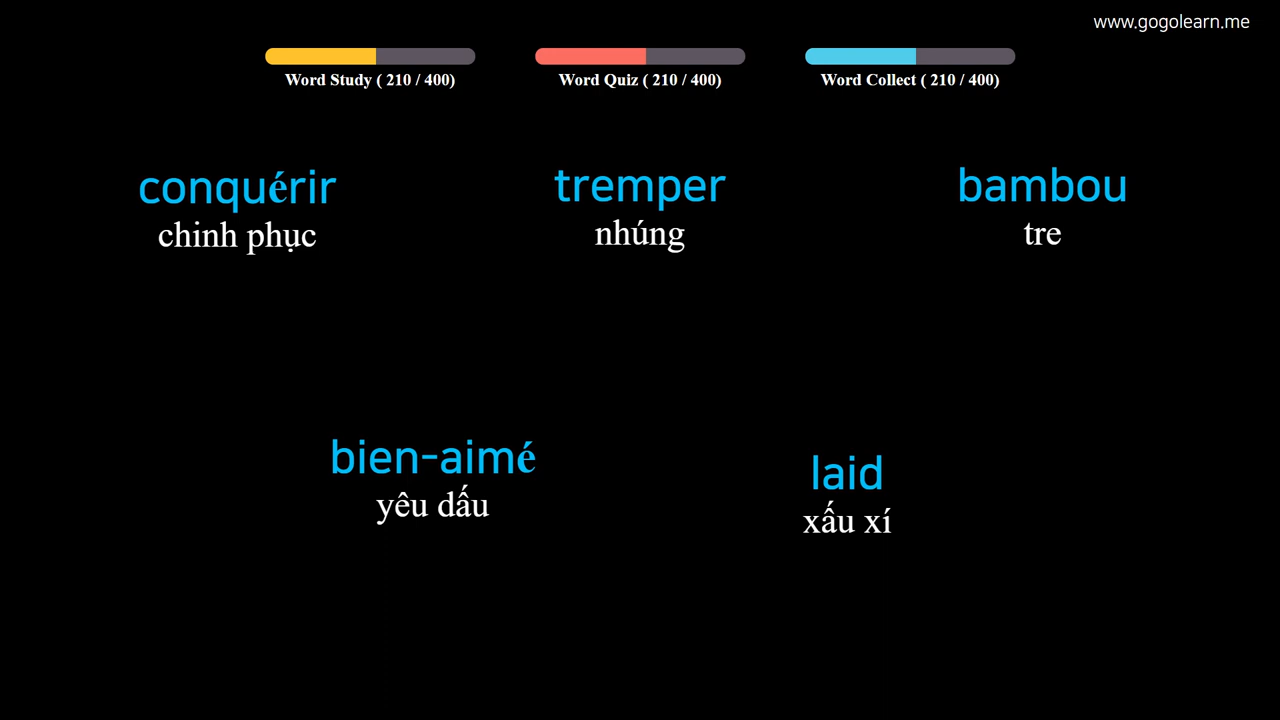 www.gogolearn.me
Word Study ( 210 / 400)
Word Quiz ( 210 / 400)
Word Collect ( 210 / 400)
conquérir
chinh phục
tremper
nhúng
bambou
tre
bien-aimé
yêu dấu
laid
xấu xí